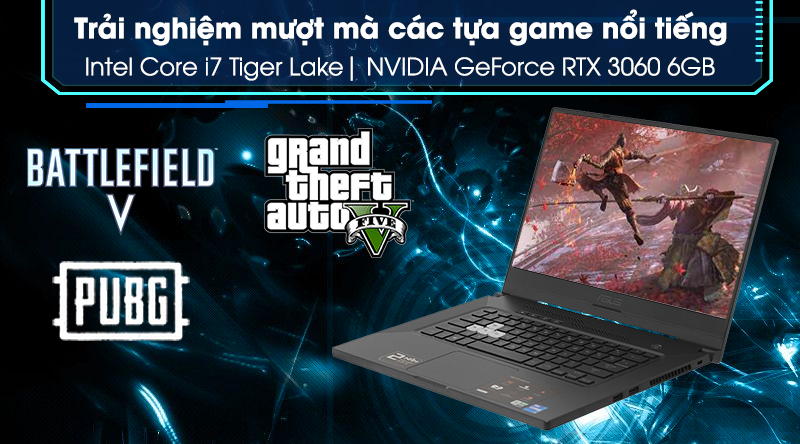 Trải nghiệm mượt mà các tựa game nổi tiếng
Intel Core i7 Tiger Lake| NVIDIA GeForce RTX 3060 6GB
BATTLEFIELD
V
grand
theft
auto
FIVE
PUBG
ASUS